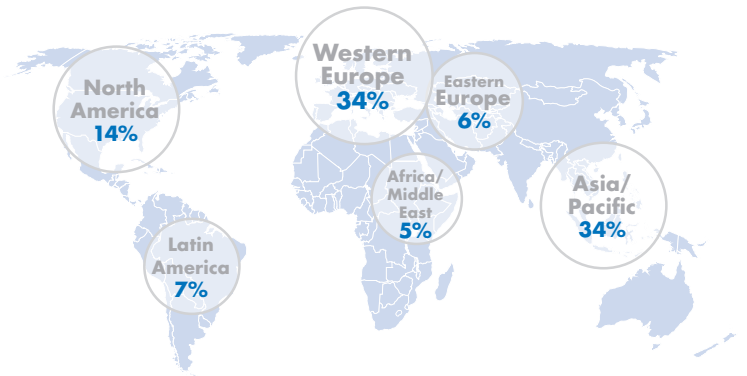 North
America
14%
Western
Europe
34%
Eastern
Europe
6%
Africa/
Middle
East
5%
Asia/
Pacific
34%
Latin
America
7%